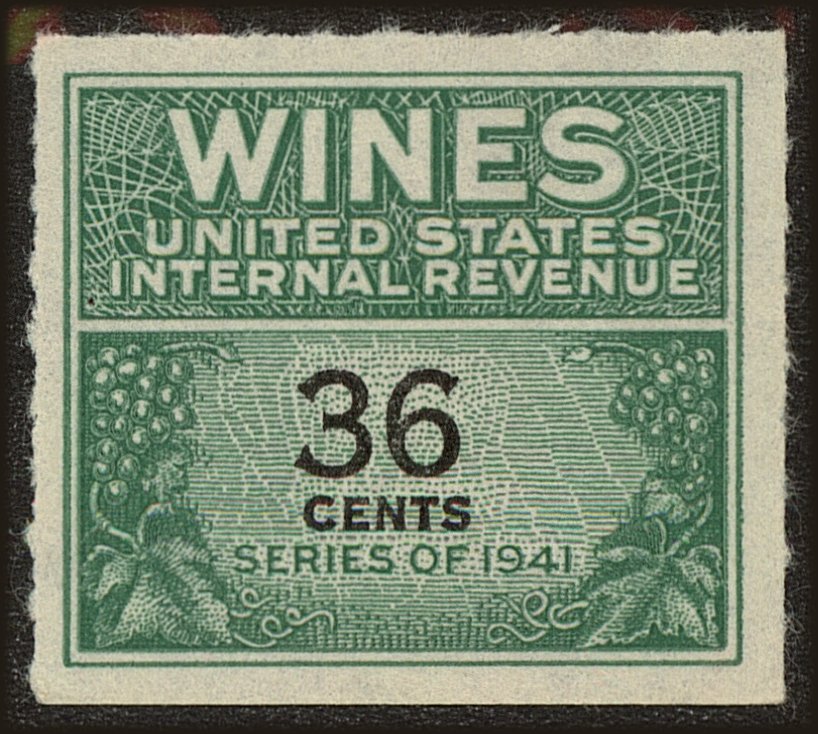 WINES
UNITED STATES
INTERNAL REVENUE
36
CENTS
SERIES OF 1941